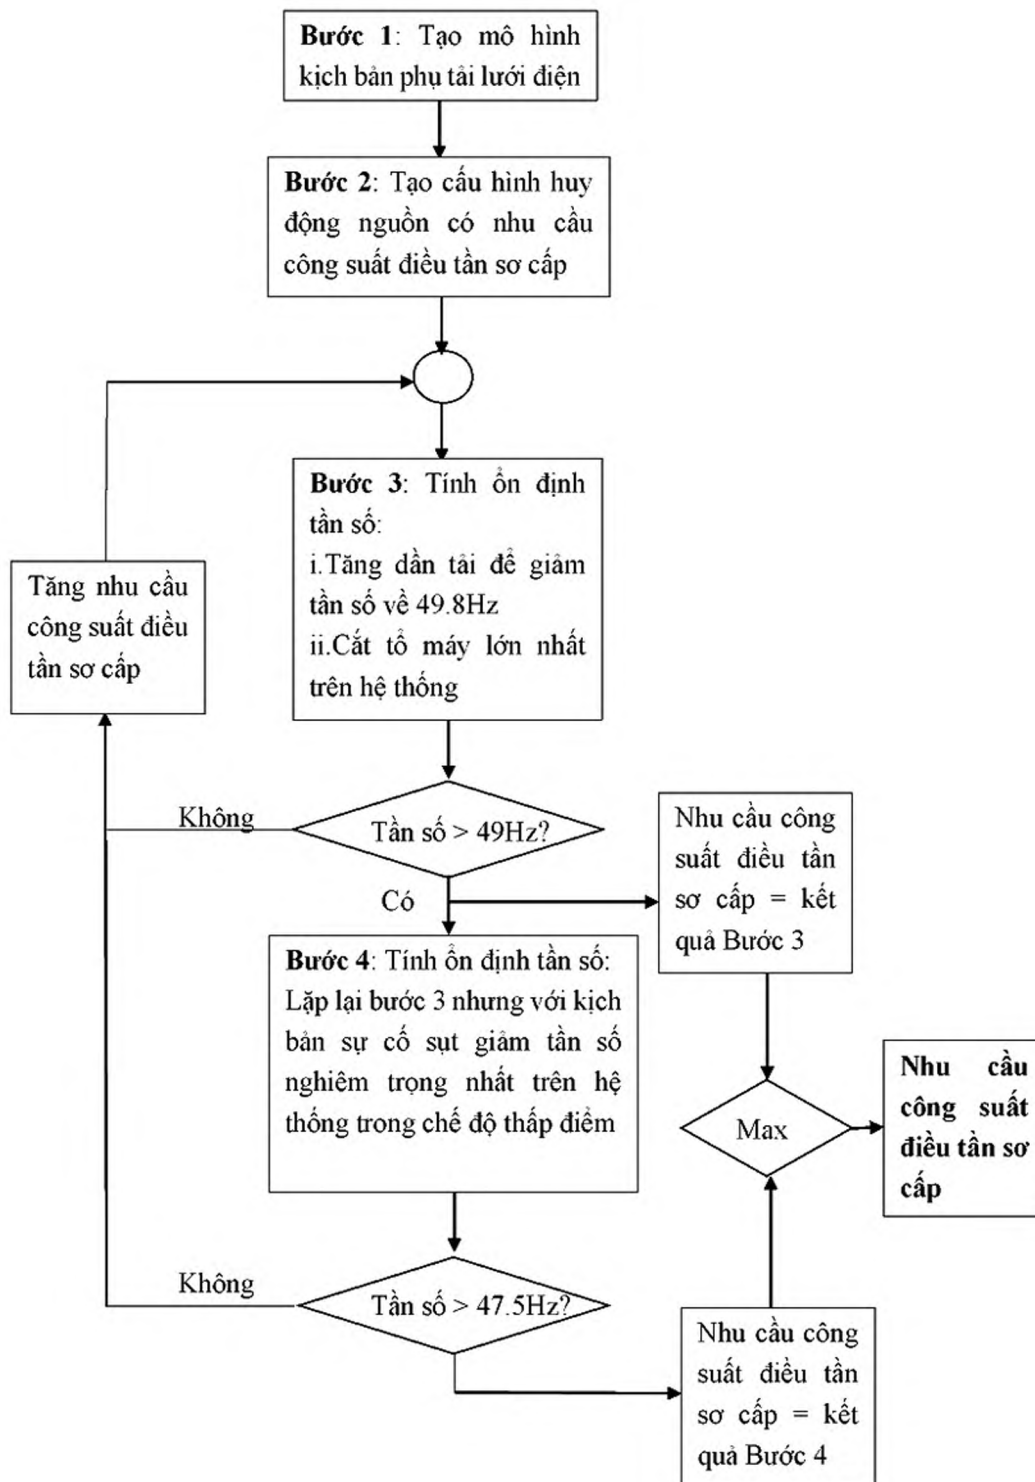 Bước 1: Tạo mô hình
kịch bản phụ tải lưới điện
Bước 2: Tạo cấu hình huy
động nguồn có nhu cầu
công suất điều tần sơ cấp
Bước 3: Tính ổn định
tần số:
i.Tăng dần tải để giảm
tần số về 49.8Hz
ii.Cắt tổ máy lớn nhất
trên hệ thống
Tăng nhu cầu
công suất điều
tần sơ cấp
Không
Tần số > 49Hz?
Có
Nhu cầu công
suất điều tần
sơ cấp = kết
quả Bước 3
Bước 4: Tính ổn định tần số:
Lặp lại bước 3 nhưng với kịch
bản sự cố sụt giảm tần số
nghiêm trọng nhất trên hệ
thống trong chế độ thấp điểm
Max
Nhu cầu
công suất
điều tần sơ
cấp
Không
Tần số > 47.5Hz?
Nhu cầu công
suất điều tần
sơ cấp = kết
quả Bước 4